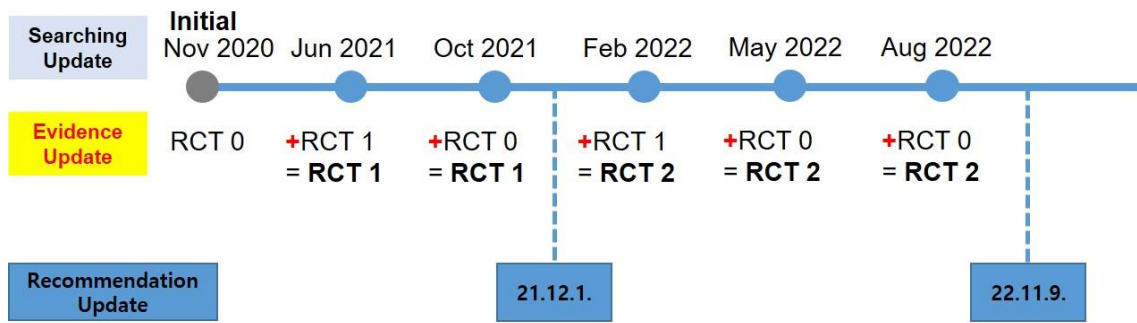 Searching
Update
Initial
Nov 2020
Jun 2021
Oct 2021
Feb 2022
May 2022
Aug 2022
Evidence
Update
RCT 0
+RCT 1
= RCT 1
+RCT 0
= RCT 1
+RCT 1
= RCT 2
+RCT 0
= RCT 2
+RCT 0
= RCT 2
Recommendation
Update
21.12.1.
22.11.9.